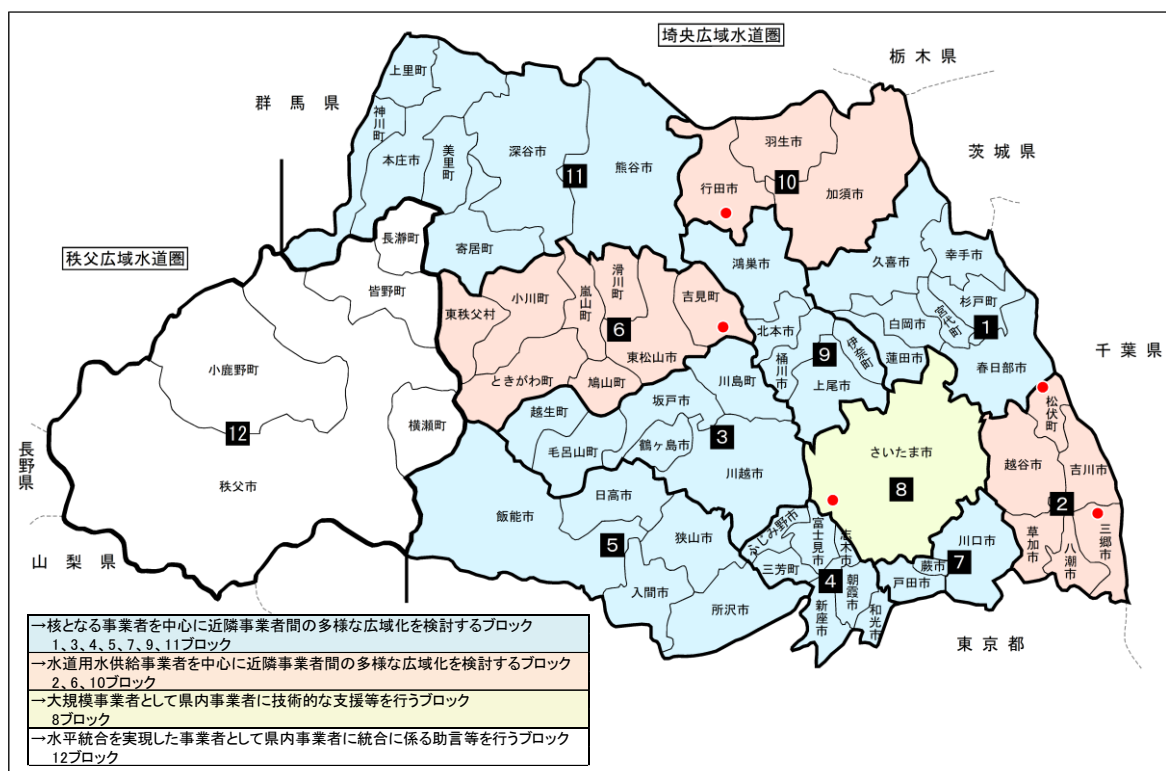 埼央広域水道圏
栃木県
群馬県
茨城県
上里町
神川町
本庄市
美里町
深谷市
熊谷市
11
羽生市
行田市
10
加須市
秩父広域水道圏
長瀞町
寄居町
皆野町
鴻巣市
久喜市
幸手市
杉戸町
宮代町
1
白岡市
蓮田市
春日部市
千葉県
小川町
嵐山町
滑川町
吉見町
東秩父村
6
東松山市
ときがわ町
鳩山町
北本市
桶川市
9
伊奈町
上尾市
川島町
小鹿野町
12
横瀬町
秩父市
長野県
山梨県
越生町
毛呂山町
坂戸市
鶴ヶ島市
3
川越市
さいたま市
8
松伏町
越谷市
吉川市
2
三郷市
草加市
八潮市
飯能市
日高市
5
狭山市
入間市
所沢市
ふじみ野市
富士見市
志木市
三芳町
4
朝霞市
新座市
和光市
川口市
蕨市
7
戸田市
東京都
→核となる事業者を中心に近隣事業者間の多様な広域化を検討するブロック
1、3、4、5、7、9、11ブロック
→水道用水供給事業者を中心に近隣事業者間の多様な広域化を検討するブロック
2、6、10ブロック
→大規模事業者として県内事業者に技術的な支援等を行うブロック
8ブロック
→水平統合を実現した事業者として県内事業者に統合に係る助言等を行うブロック
12ブロック